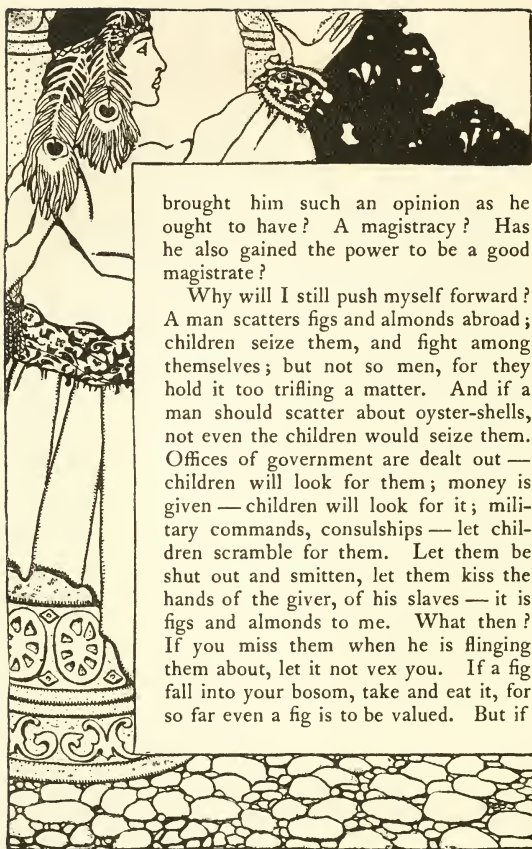 brought him such an opinion as he
ought to have? A magistracy? Has
he also gained the power to be a good
magistrate?
Why will I still push myself forward?
A man scatters figs and almonds abroad;
children seize them, and fight among
themselves; but not so men, for they
hold it too trifling a matter. And if a
man should scatter about oyster-shells,
not even the children would seize them.
Offices of government are dealt out —
children will look for them; money is
given — children will look for it; mili-
tary commands, consulships — let chil-
dren scramble for them. Let them be
shut out and smitten, let them kiss the
hands of the giver, of his slaves — it is
figs and almonds to me. What then?
If you miss them when he is flinging
them about, let it not vex you. If a fig
fall into your bosom, take and eat it, for
so far even a fig is to be valued. But if